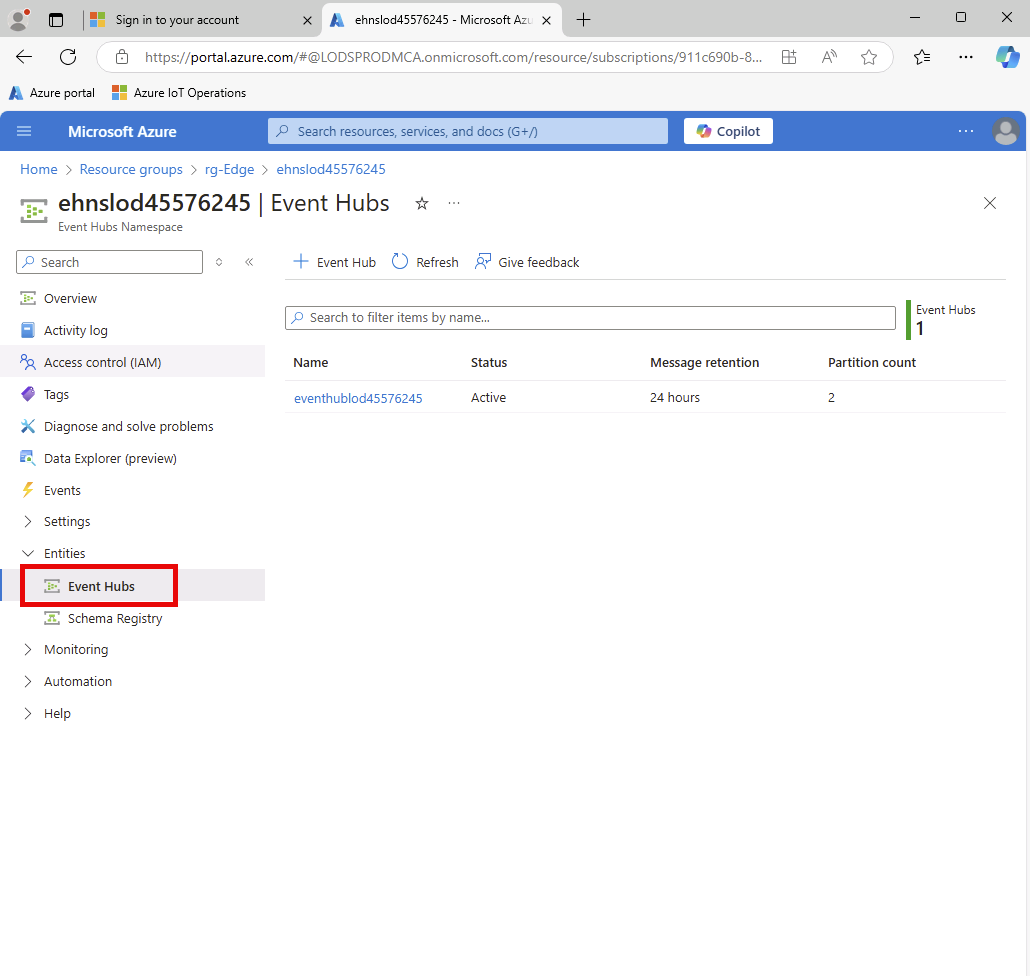 Sign in to your account
ehnslod45576245 - Microsoft Azu
https://portal.azure.com/#@LODSPRODMCA.onmicrosoft.com/resource/subscriptions/911c690b-8...
Azure portal
Azure IoT Operations
Microsoft Azure
Search resources, services, and docs (G+/)
Copilot
Home > Resource groups > rg-Edge > ehnslod45576245
ehnslod45576245 | Event Hubs
Event Hubs Namespace
Search
Overview
Activity log
Access control (IAM)
Tags
Diagnose and solve problems
Data Explorer (preview)
Events
Settings
Entities
Event Hubs
Schema Registry
Monitoring
Automation
Help
Event Hub
Refresh
Give feedback
Search to filter items by name...
Event Hubs
1
Name Status Message retention Partition count
eventhublod45576245 Active 24 hours 2